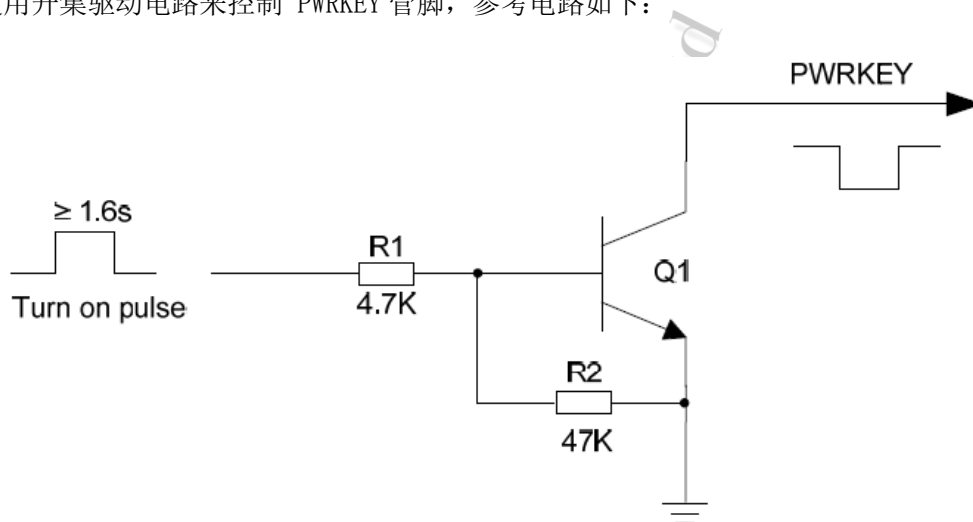 用开集驱动电路来控制 PWRKEY 管脚，参考电路如下：
PWRKEY
≥ 1.6s
Turn on pulse
R1
4.7K
Q1
R2
47K